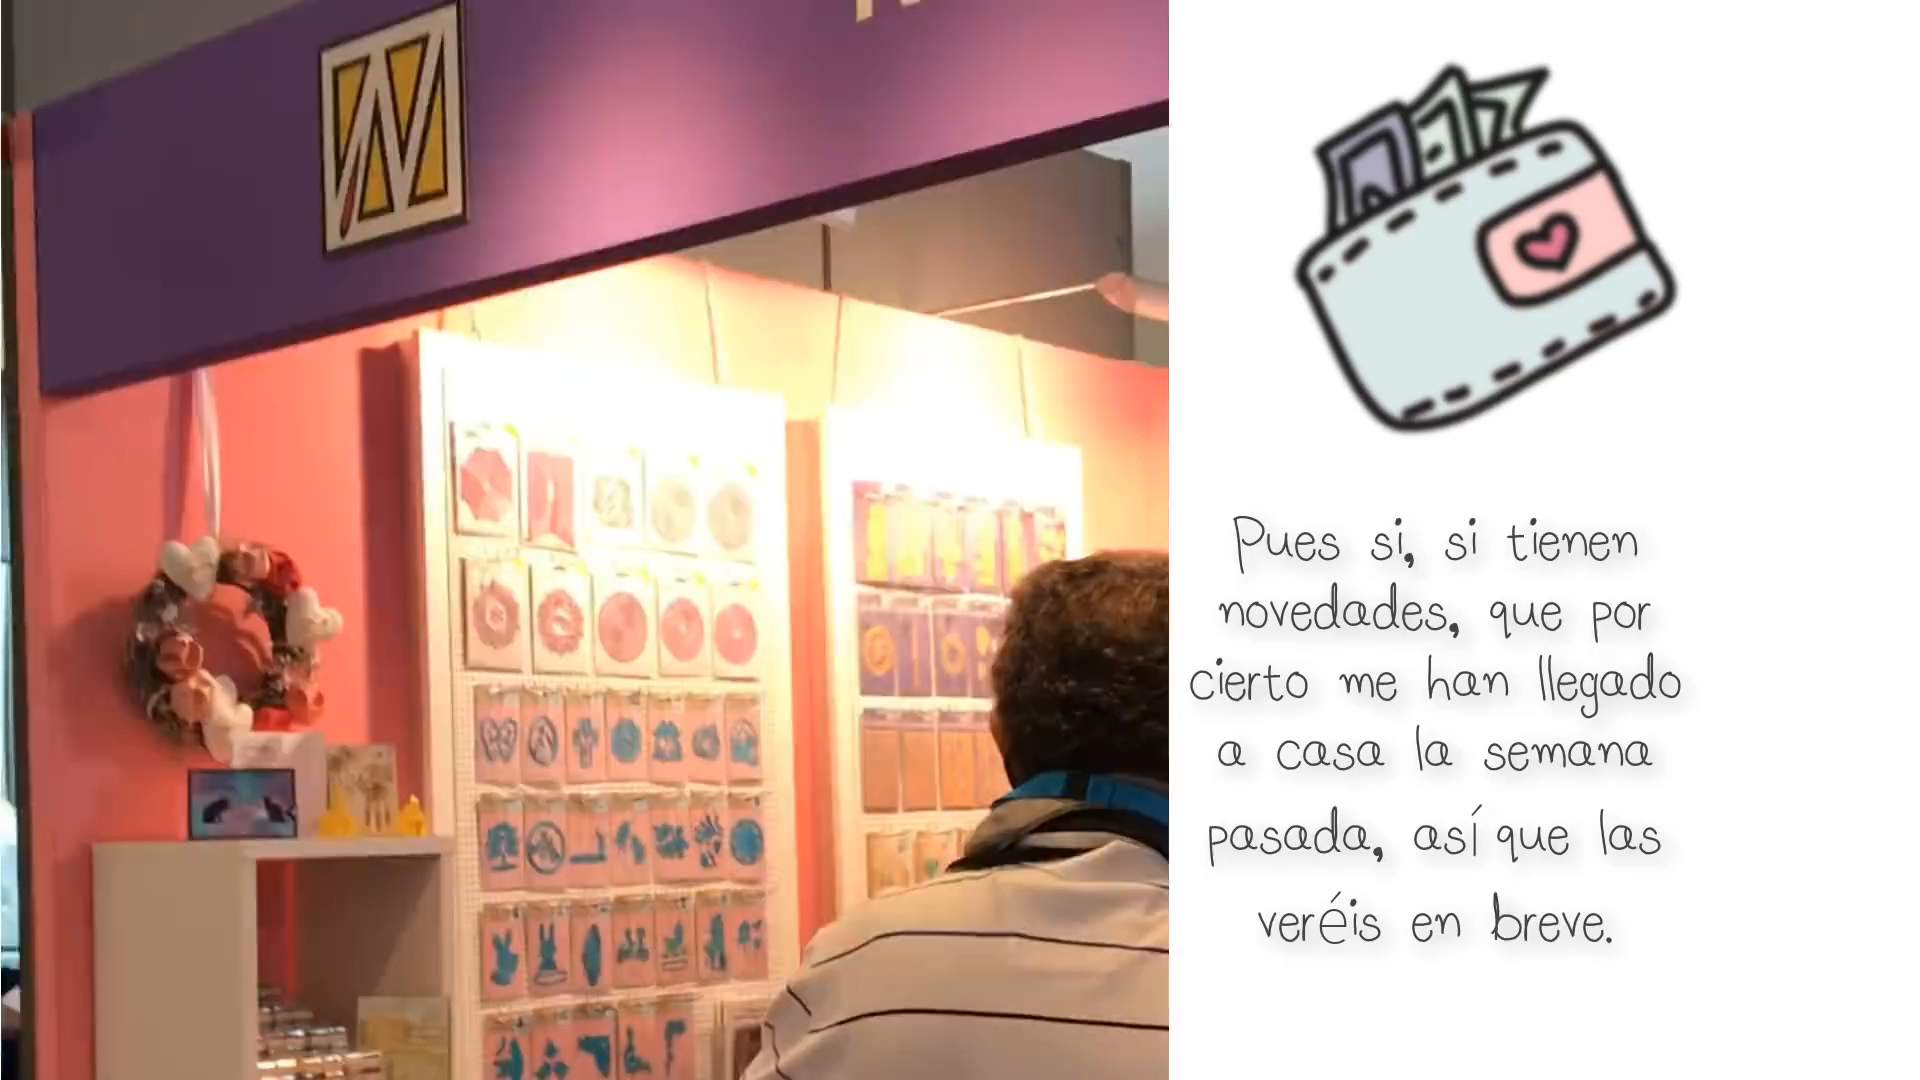 N
Pues si, si tienen
novedades, que por
cierto me han llegado
a casa la semana
pasada, así que las
veréis en breve.